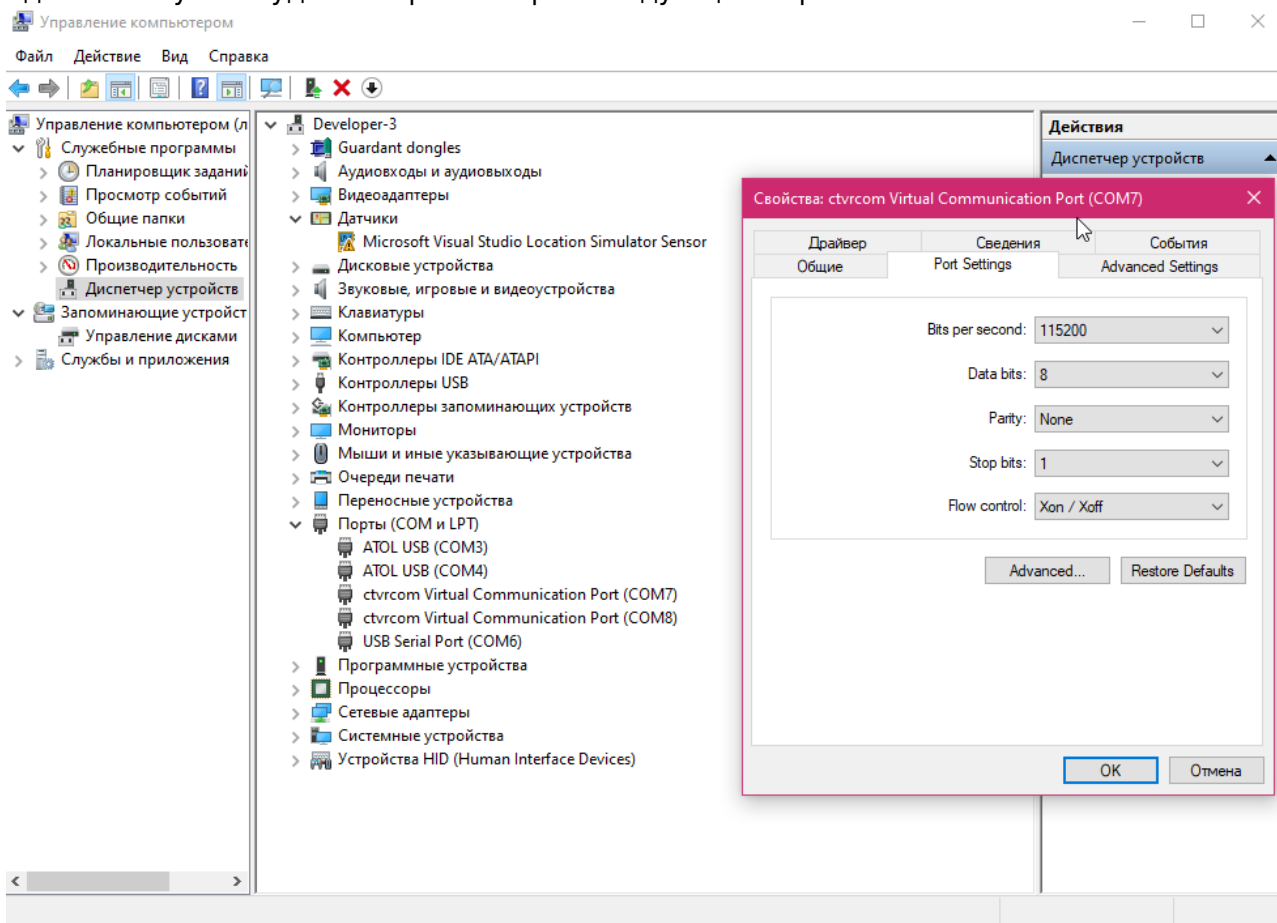 Управление компьютером
Файл Действие Вид Справка
Управление компьютером (л
Служебные программы
Планировщик заданий
Просмотр событий
Общие папки
Локальные пользовате
Производительность
Диспетчер устройств
Запоминающие устройст
Управление дисками
Службы и приложения
Developer-3
Guardant dongles
Аудиовходы и аудиовыходы
Видеоадаптеры
Датчики
Microsoft Visual Studio Location Simulator Sensor
Дисковые устройства
Звуковые, игровые и видеоустройства
Клавиатуры
Компьютер
Контроллеры IDE ATA/ATAPI
Контроллеры USB
Контроллеры запоминающих устройств
Мониторы
Мыши и иные указывающие устройства
Очереди печати
Переносные устройства
Порты (COM и LPT)
ATOL USB (COM3)
ATOL USB (COM4)
ctvrcom Virtual Communication Port (COM7)
ctvrcom Virtual Communication Port (COM8)
USB Serial Port (COM6)
Программные устройства
Процессоры
Сетевые адаптеры
Системные устройства
Устройства HID (Human Interface Devices)
Действия
Диспетчер устройств
Свойства: ctvrcom Virtual Communication Port (COM7)
Драйвер Сведения События
Общие Port Settings Advanced Settings
Bits per second: 115200
Data bits: 8
Parity: None
Stop bits: 1
Flow control: Xon / Xoff
Advanced... Restore Defaults
OK Отмена